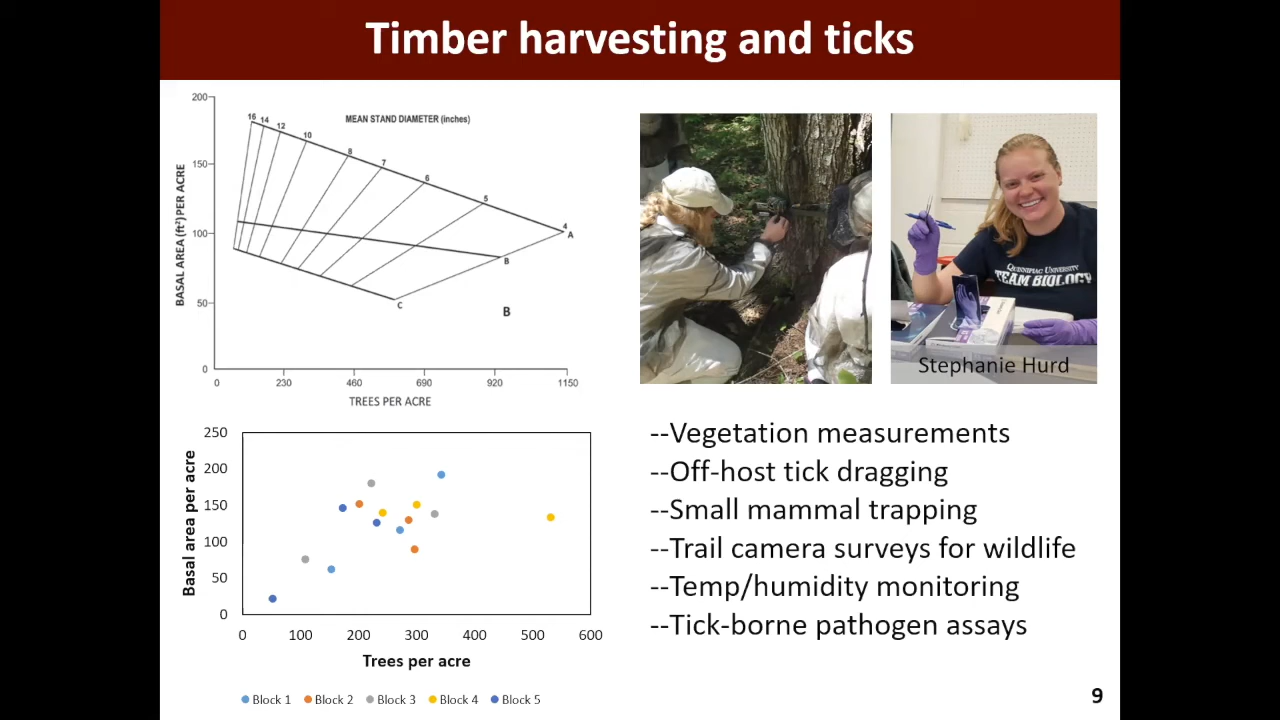 Timber harvesting and ticks
200
150
100
50
0
BASAL AREA (ft²) PER ACRE
MEAN STAND DIAMETER (inches)
16 14 12 10 8 7 6 5 4
A
B
C
B
0 230 460 690 920 1150
TREES PER ACRE
QUINNIPIAC UNIVERSITY
TEAM BIOLOGY
Stephanie Hurd
250
200
150
100
50
0
Basal area per acre
0 100 200 300 400 500 600
Trees per acre
Block 1 Block 2 Block 3 Block 4 Block 5
--Vegetation measurements
--Off-host tick dragging
--Small mammal trapping
--Trail camera surveys for wildlife
--Temp/humidity monitoring
--Tick-borne pathogen assays
9